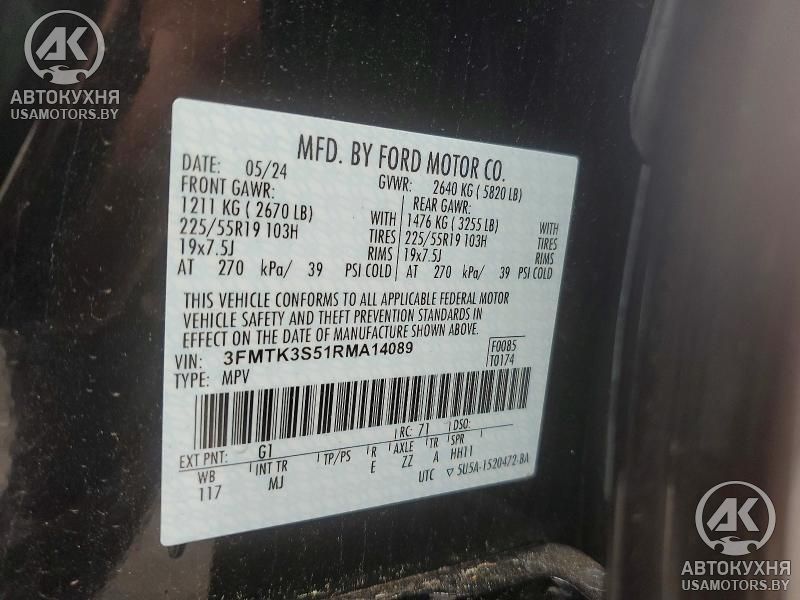 AK
АВТОКУХНЯ
USAMOTORS.BY
MFD. BY FORD MOTOR CO.
DATE: 05/24 GVWR: 2640 KG ( 5820 LB)
FRONT GAWR: REAR GAWR:
1211 KG ( 2670 LB) WITH 1476 KG ( 3255 LB) WITH
225/55R19 103H TIRES 225/55R19 103H TIRES
19x7.5J RIMS 19x7.5J RIMS
AT 270 kPa/ 39 PSI COLD AT 270 kPa/ 39 PSI COLD
THIS VEHICLE CONFORMS TO ALL APPLICABLE FEDERAL MOTOR
VEHICLE SAFETY AND THEFT PREVENTION STANDARDS IN
EFFECT ON THE DATE OF MANUFACTURE SHOWN ABOVE.
VIN: 3FMTK3S51RMA14089 F0085
TYPE: MPV T0174
EXT PNT: G1 RC: 71 DSO:
WB INT TR TP/PS R AXLE TR SPR
117 MJ E ZZ A HH11
UTC ▽ 5U5A-1520472-BA
AK
АВТОКУХНЯ
USAMOTORS.BY